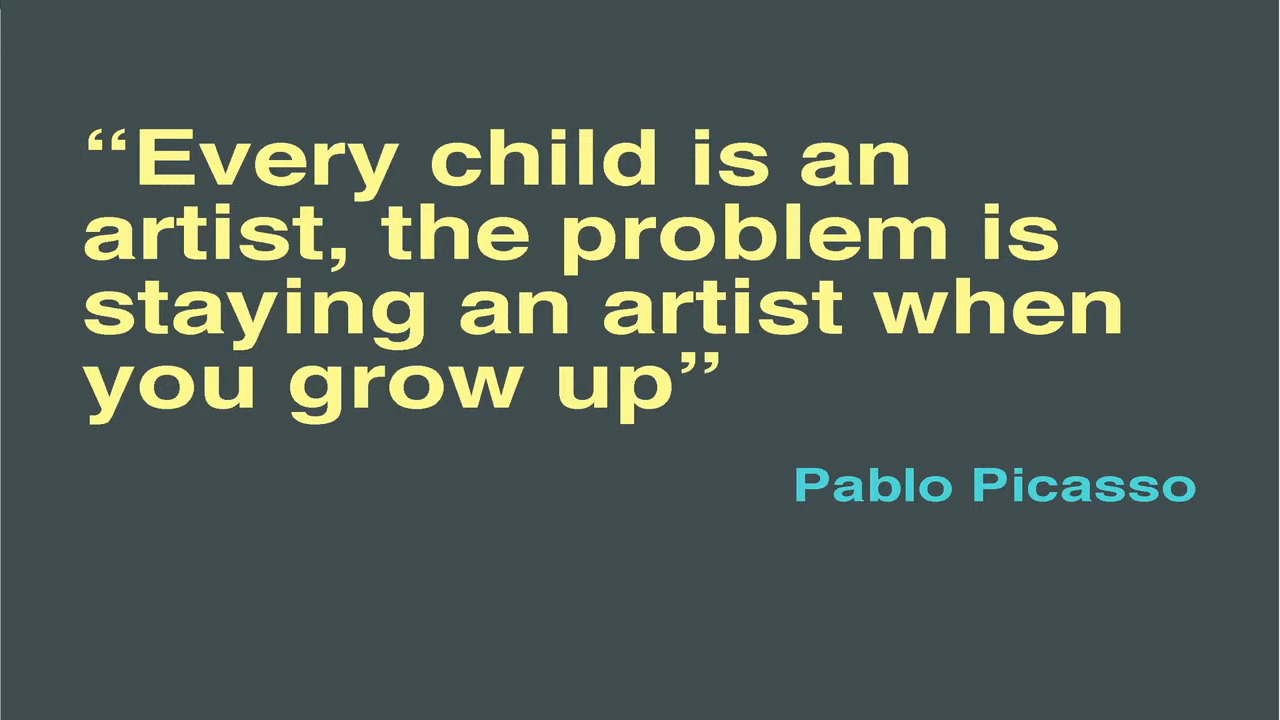 “Every child is an
artist, the problem is
staying an artist when
you grow up”
Pablo Picasso